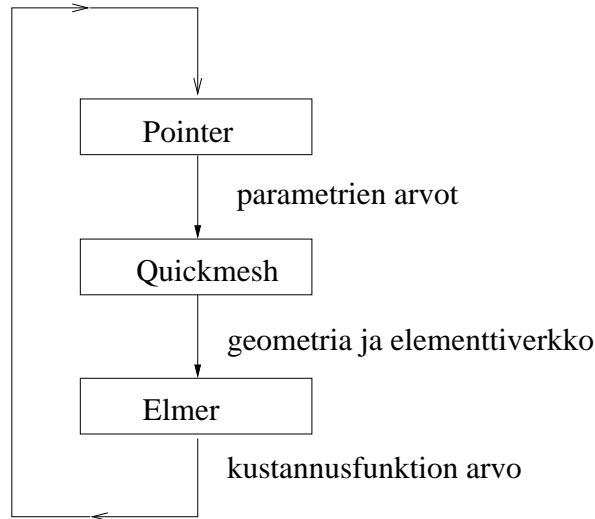 Pointer
parametrien arvot
Quickmesh
geometria ja elementtiverkko
Elmer
kustannusfunktion arvo